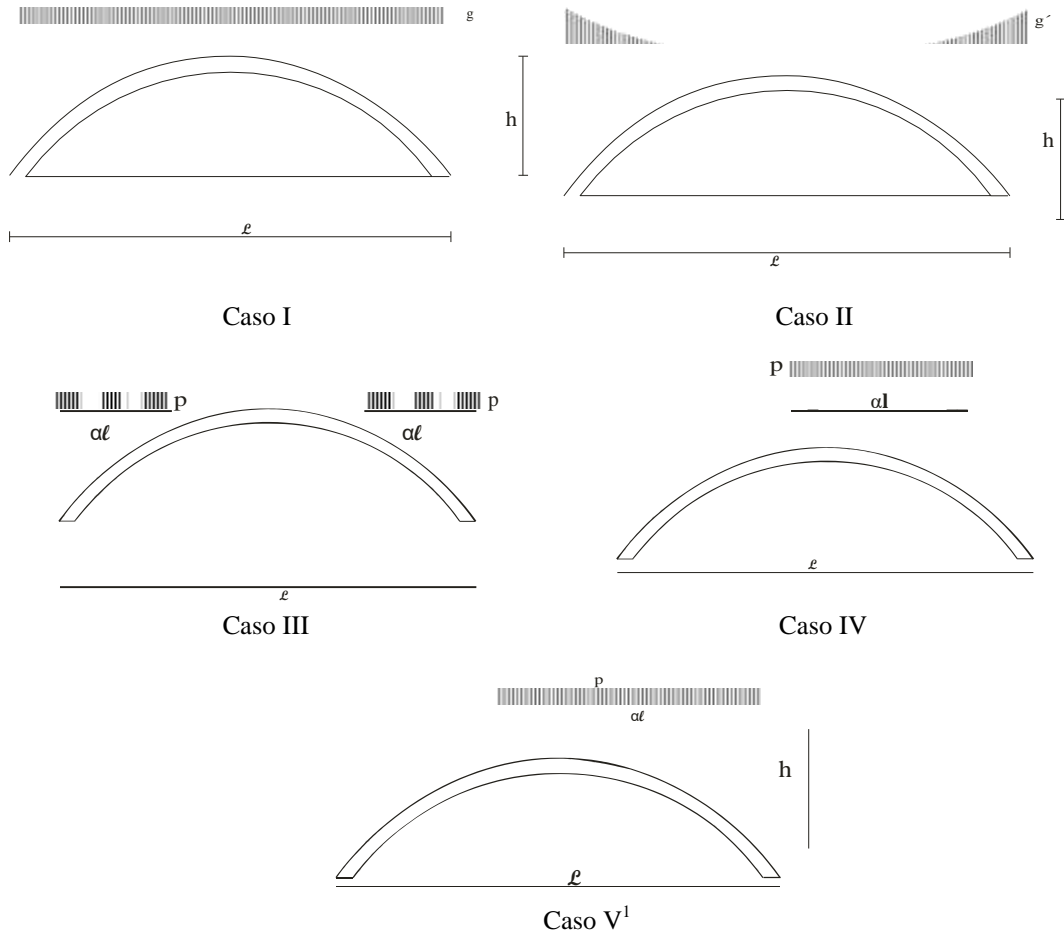 g
h
ℒ
Caso I
g´
h
ℒ
Caso II
p
p
αℓ
αℓ
ℒ
Caso III
p
αl
ℒ
Caso IV
p
αℓ
h
ℒ
Caso V¹